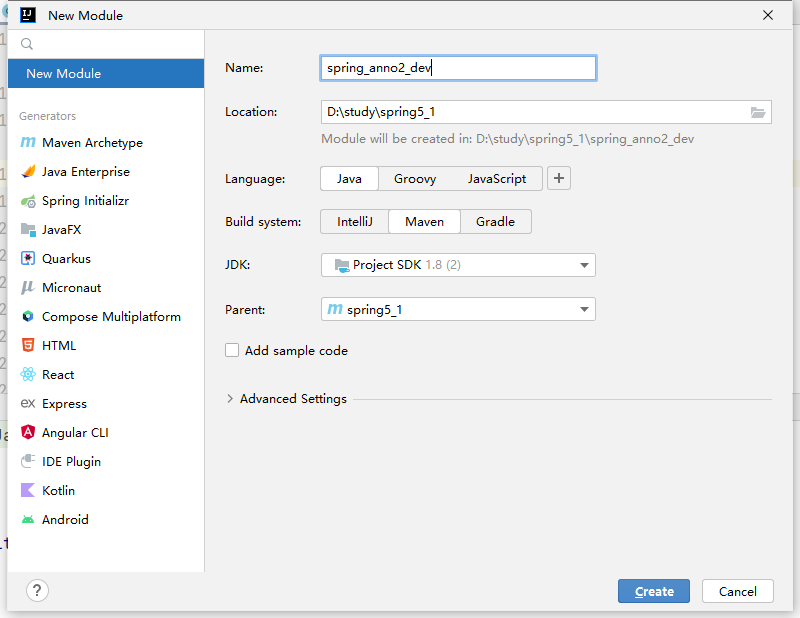 New Module
New Module
Generators
Maven Archetype
Java Enterprise
Spring Initializr
JavaFX
Quarkus
Micronaut
Compose Multiplatform
HTML
React
Express
Angular CLI
IDE Plugin
Kotlin
Android
Name: spring_anno2_dev
Location: D:\study\spring5_1
Module will be created in: D:\study\spring5_1\spring_anno2_dev
Language: Java Groovy JavaScript +
Build system: IntelliJ Maven Gradle
JDK: Project SDK 1.8 (2)
Parent: spring5_1
Add sample code
Advanced Settings
? Create Cancel